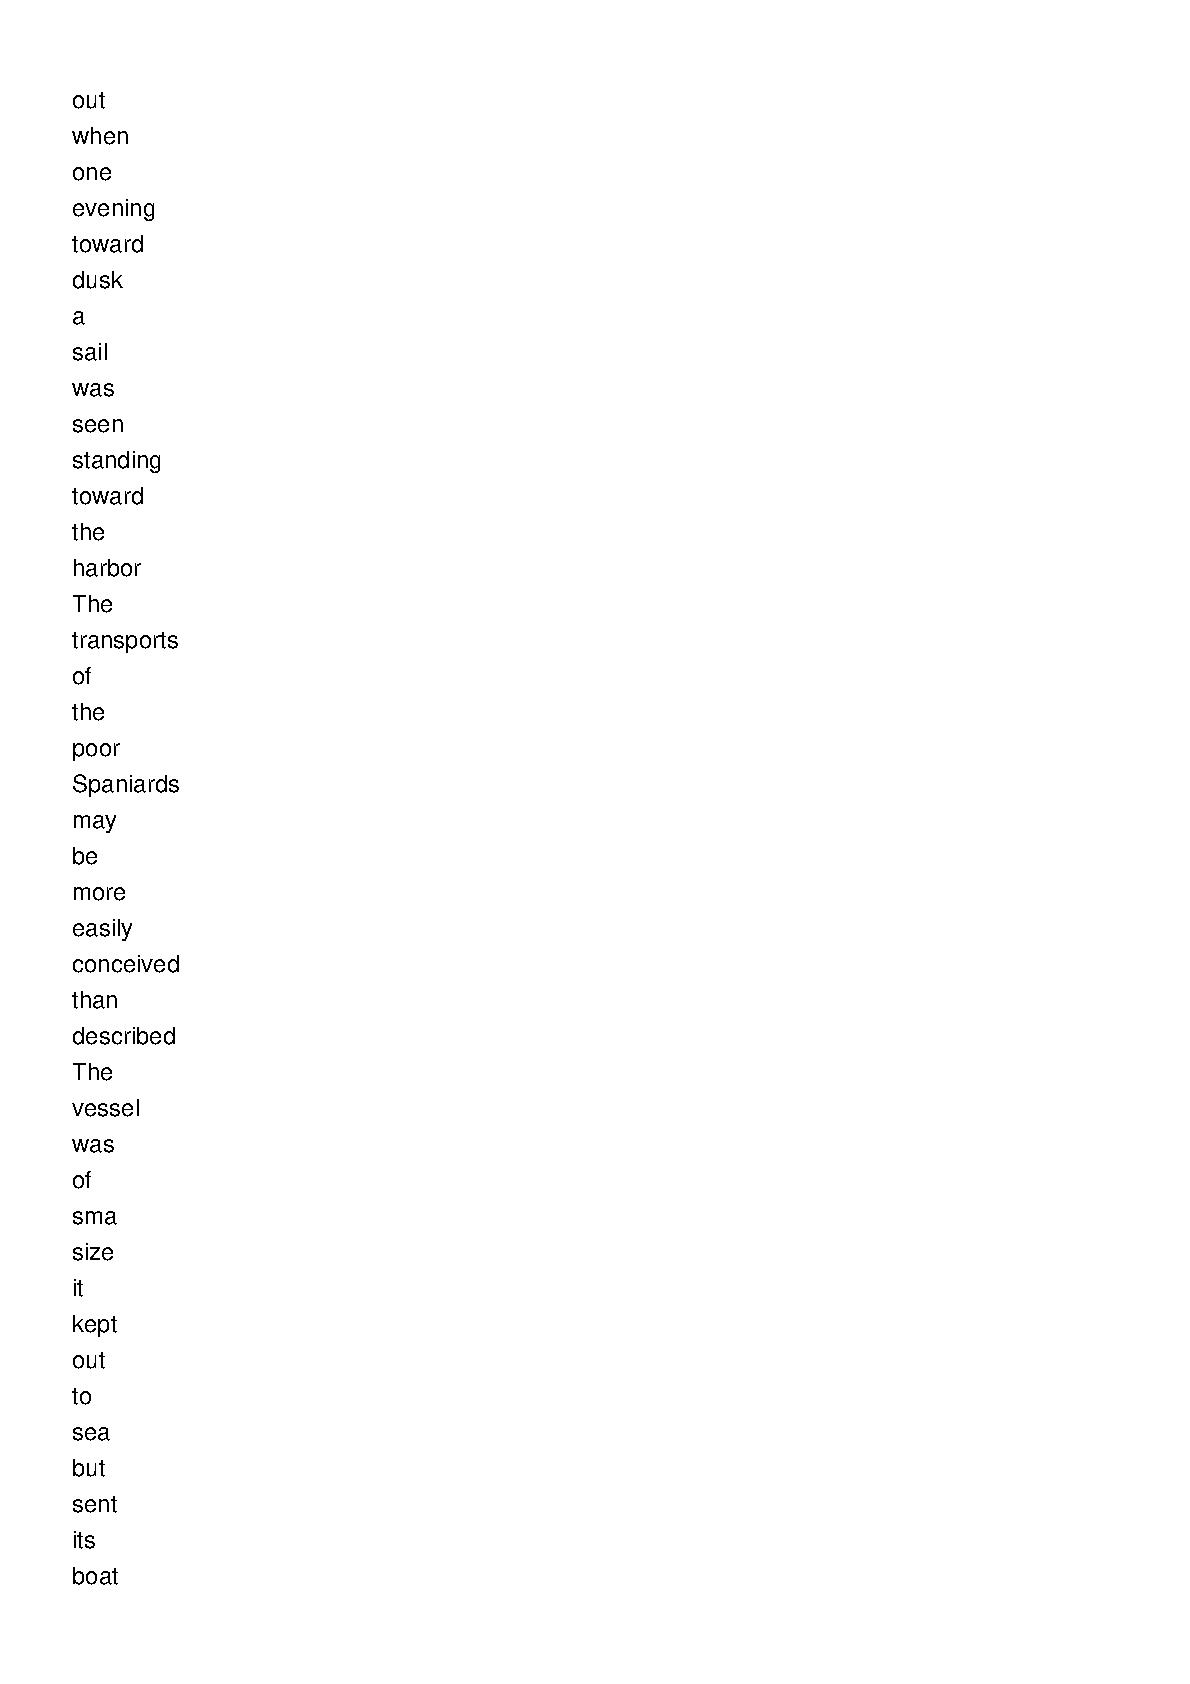 out
when
one
evening
toward
dusk
a
sail
was
seen
standing
toward
the
harbor
The
transports
of
the
poor
Spaniards
may
be
more
easily
conceived
than
described
The
vessel
was
of
sma
size
it
kept
out
to
sea
but
sent
its
boat